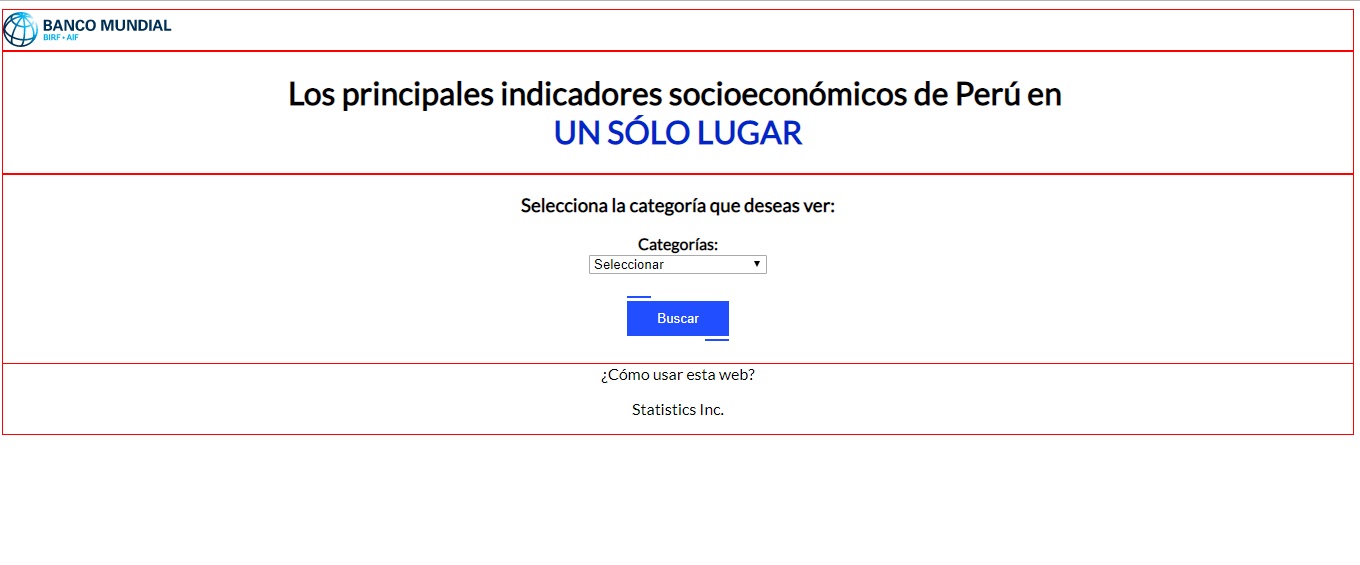 BANCO MUNDIAL
BIRF • AIF
Los principales indicadores socioeconómicos de Perú en
UN SÓLO LUGAR
Selecciona la categoría que deseas ver:
Categorías:
Seleccionar
Buscar
¿Cómo usar esta web?
Statistics Inc.